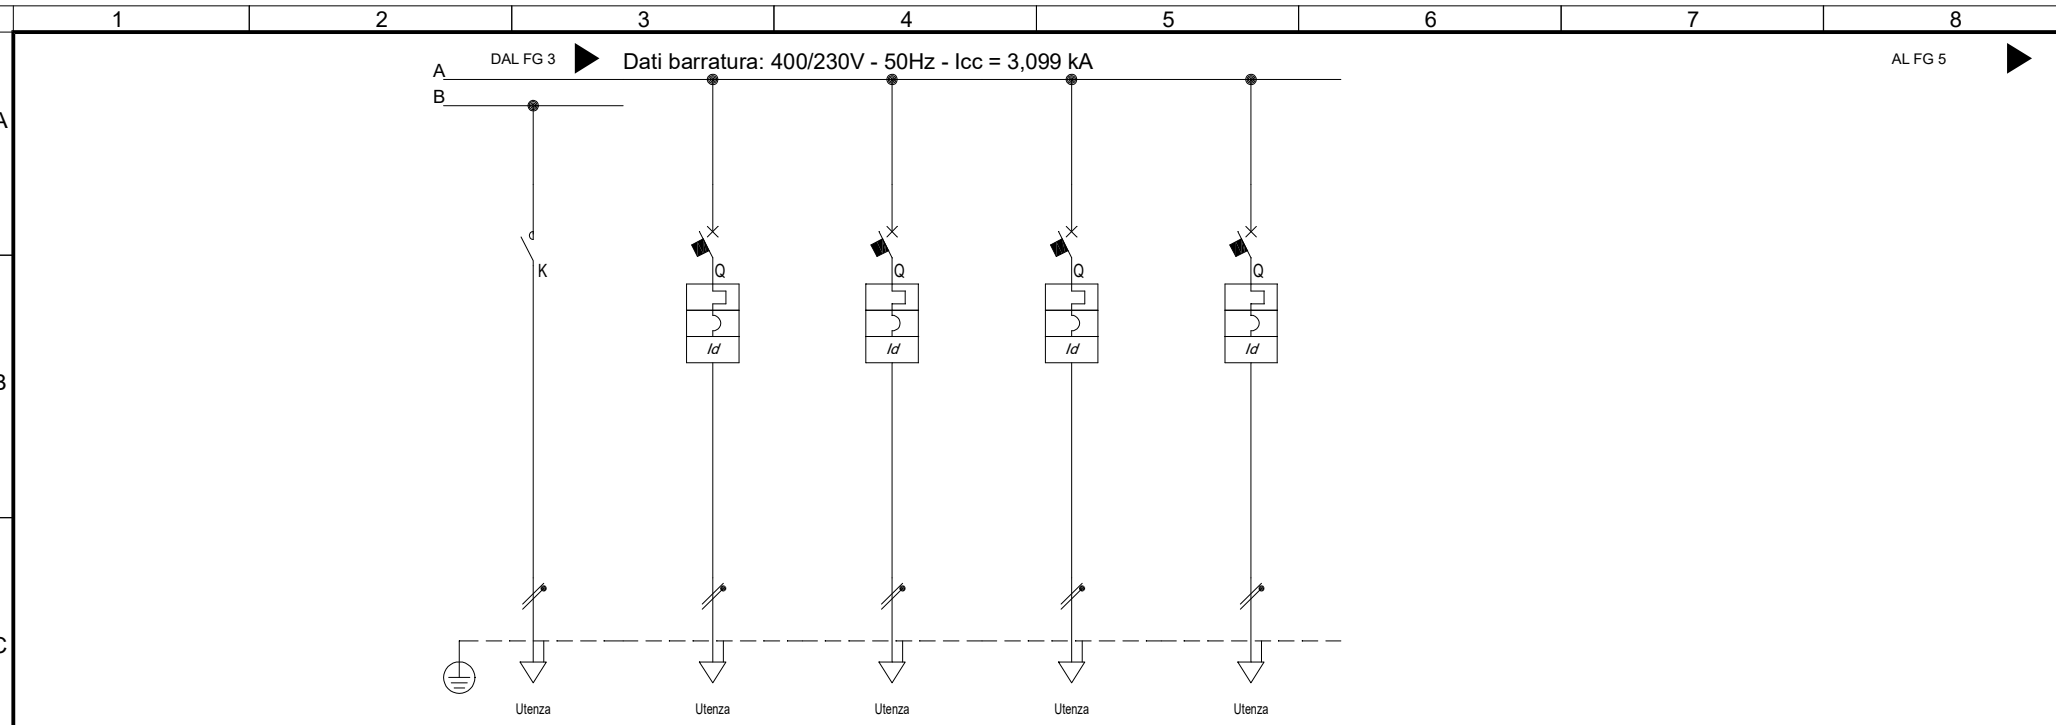 1 2 3 4 5 6 7 8
DAL FG 3 Dati barratura: 400/230V - 50Hz - Icc = 3,099 kA AL FG 5
A
B
A
K Q Q Q Q
Id Id Id Id
B
C
Utenza Utenza Utenza Utenza Utenza